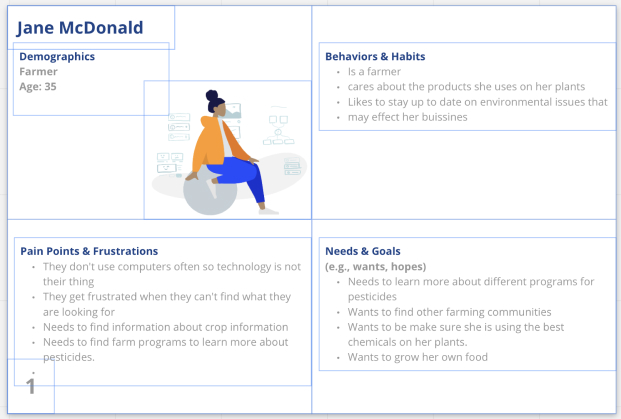 Jane McDonald
Demographics
Farmer
Age: 35
Behaviors & Habits
• Is a farmer
• cares about the products she uses on her plants
• Likes to stay up to date on environmental issues that
• may effect her buissines
Pain Points & Frustrations
• They don't use computers often so technology is not
their thing
• They get frustrated when they can't find what they
are looking for
• Needs to find information about crop information
• Needs to find farm programs to learn more about
pesticides.
•
1
Needs & Goals
(e.g., wants, hopes)
• Needs to learn more about different programs for
pesticides
• Wants to find other farming communities
• Wants to be make sure she is using the best
chemicals on her plants.
• Wants to grow her own food